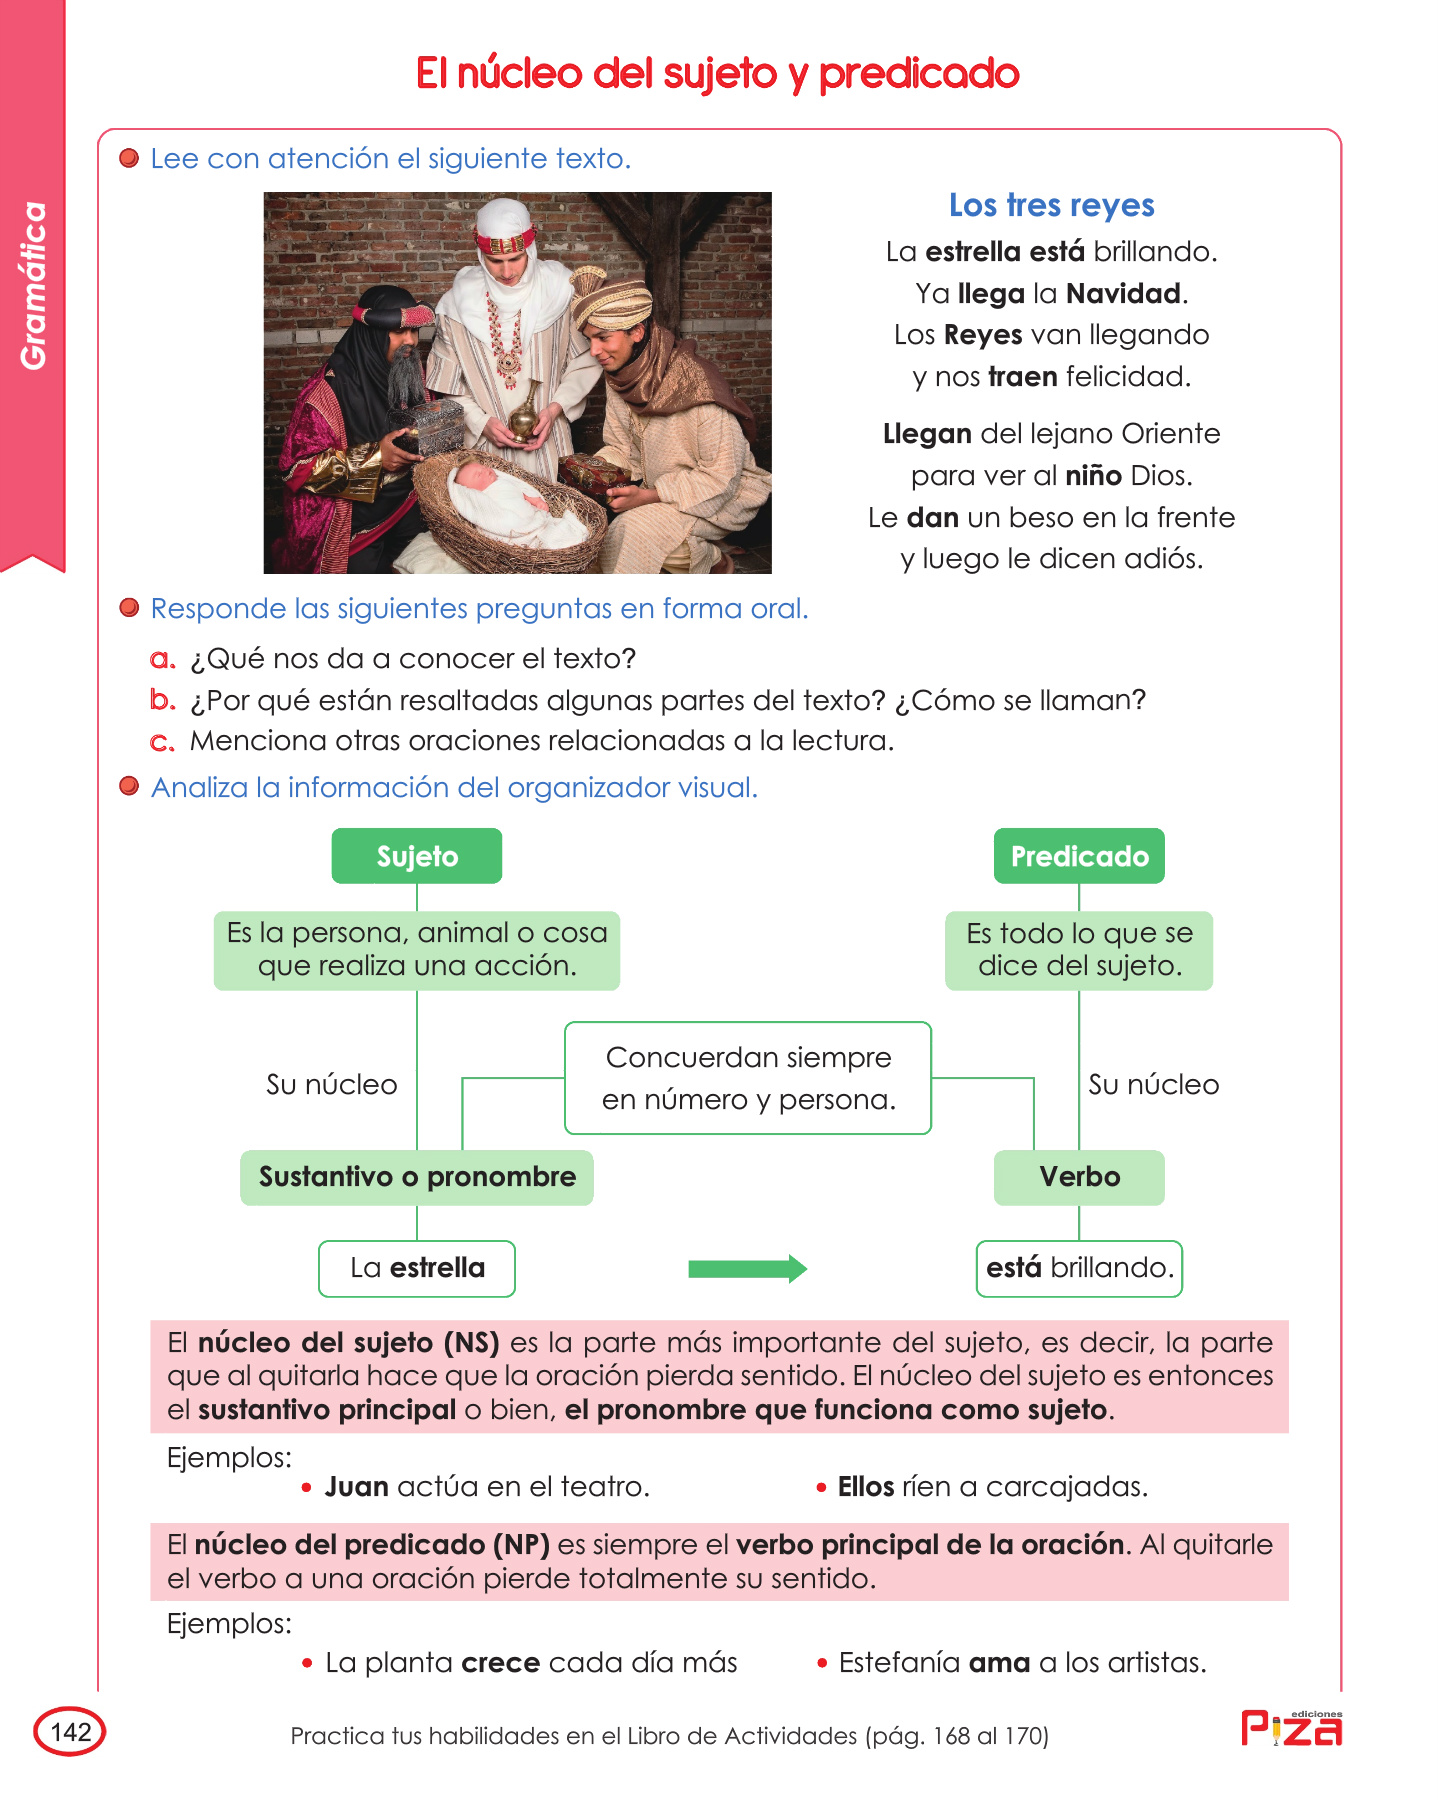 El núcleo del sujeto y predicado
Gramática
Lee con atención el siguiente texto.
Los tres reyes
La estrella está brillando.
Ya llega la Navidad.
Los Reyes van llegando
y nos traen felicidad.
Llegan del lejano Oriente
para ver al niño Dios.
Le dan un beso en la frente
y luego le dicen adiós.
Responde las siguientes preguntas en forma oral.
a. ¿Qué nos da a conocer el texto?
b. ¿Por qué están resaltadas algunas partes del texto? ¿Cómo se llaman?
c. Menciona otras oraciones relacionadas a la lectura.
Analiza la información del organizador visual.
Sujeto
Predicado
Es la persona, animal o cosa
que realiza una acción.
Es todo lo que se
dice del sujeto.
Concuerdan siempre
en número y persona.
Su núcleo
Su núcleo
Sustantivo o pronombre
Verbo
La estrella
está brillando.
El núcleo del sujeto (NS) es la parte más importante del sujeto, es decir, la parte
que al quitarla hace que la oración pierda sentido. El núcleo del sujeto es entonces
el sustantivo principal o bien, el pronombre que funciona como sujeto.
Ejemplos:
• Juan actúa en el teatro.
• Ellos ríen a carcajadas.
El núcleo del predicado (NP) es siempre el verbo principal de la oración. Al quitarle
el verbo a una oración pierde totalmente su sentido.
Ejemplos:
• La planta crece cada día más
• Estefanía ama a los artistas.
142
Practica tus habilidades en el Libro de Actividades (pág. 168 al 170)
ediciones
Piza